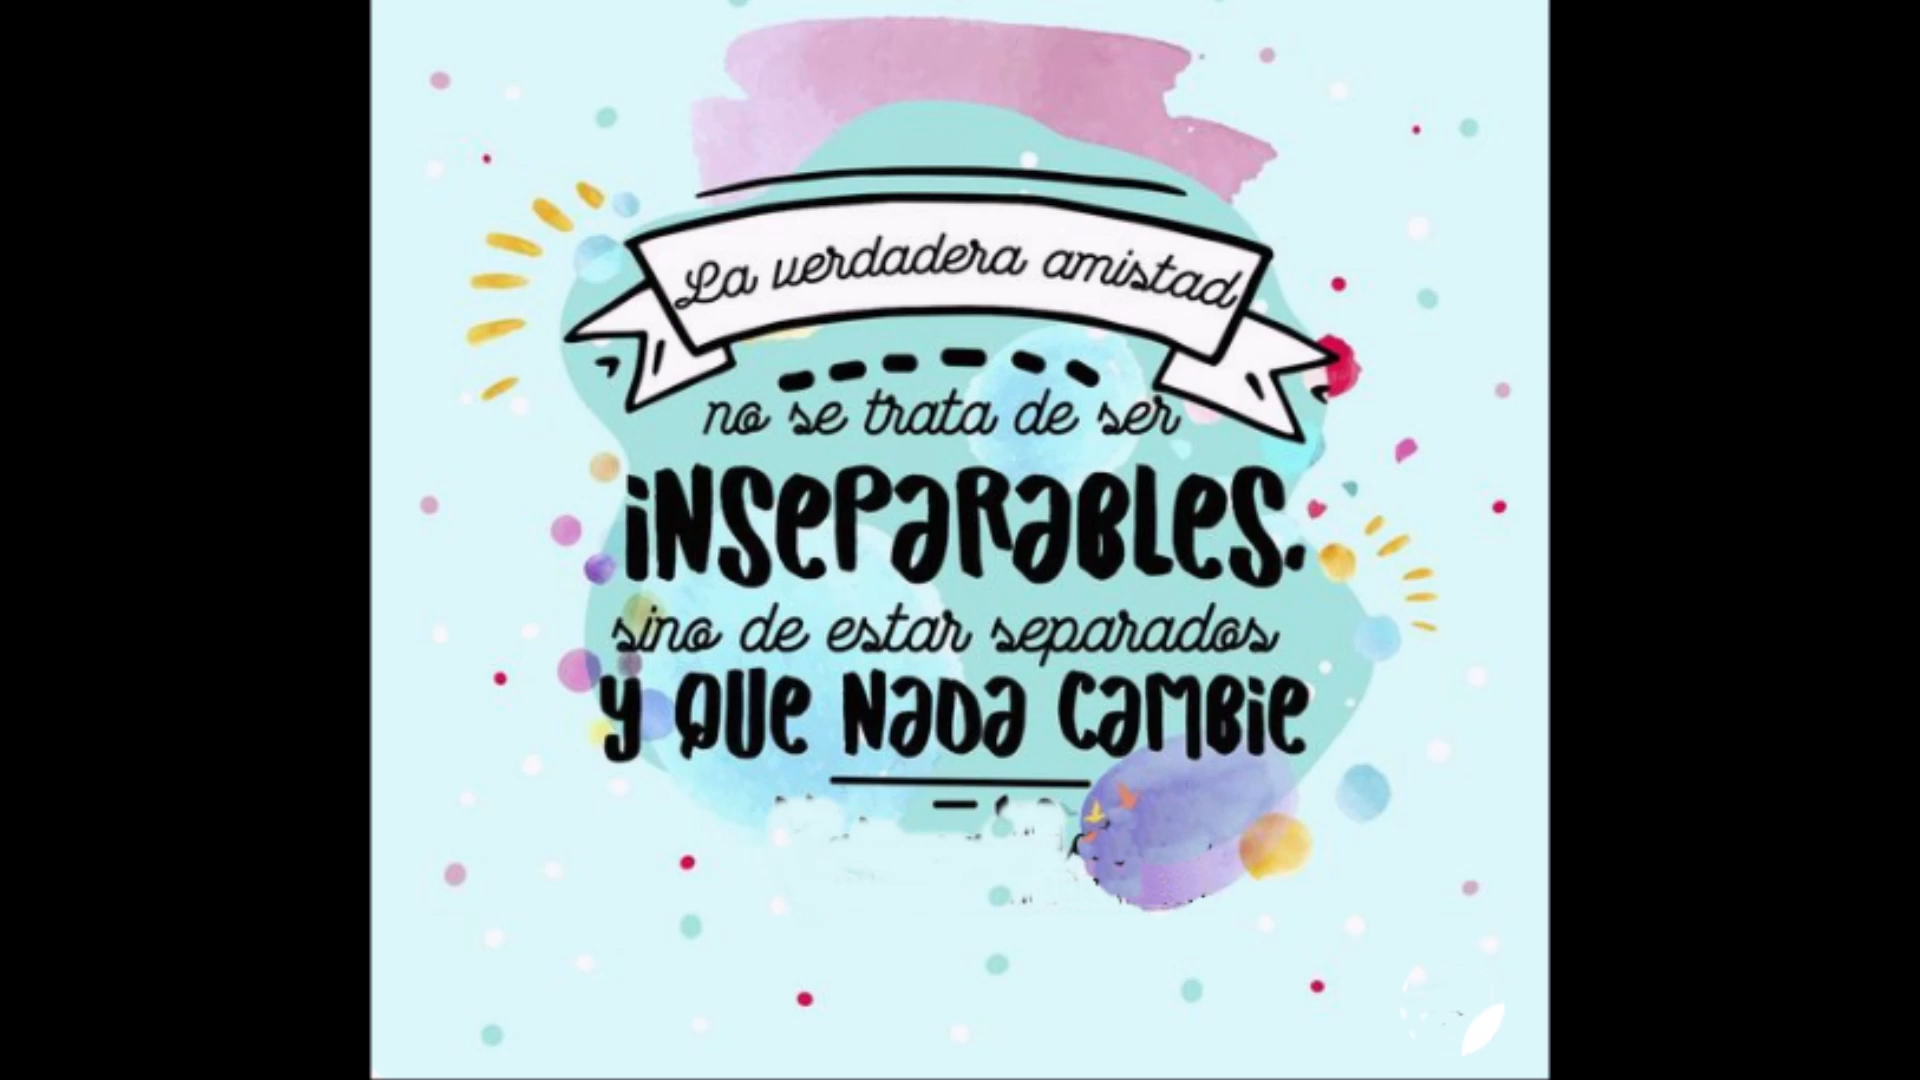 La verdadera amistad
no se trata de ser
iNSePaRaBLeS.
sino de estar separados
y QUe NaDa CaMBie